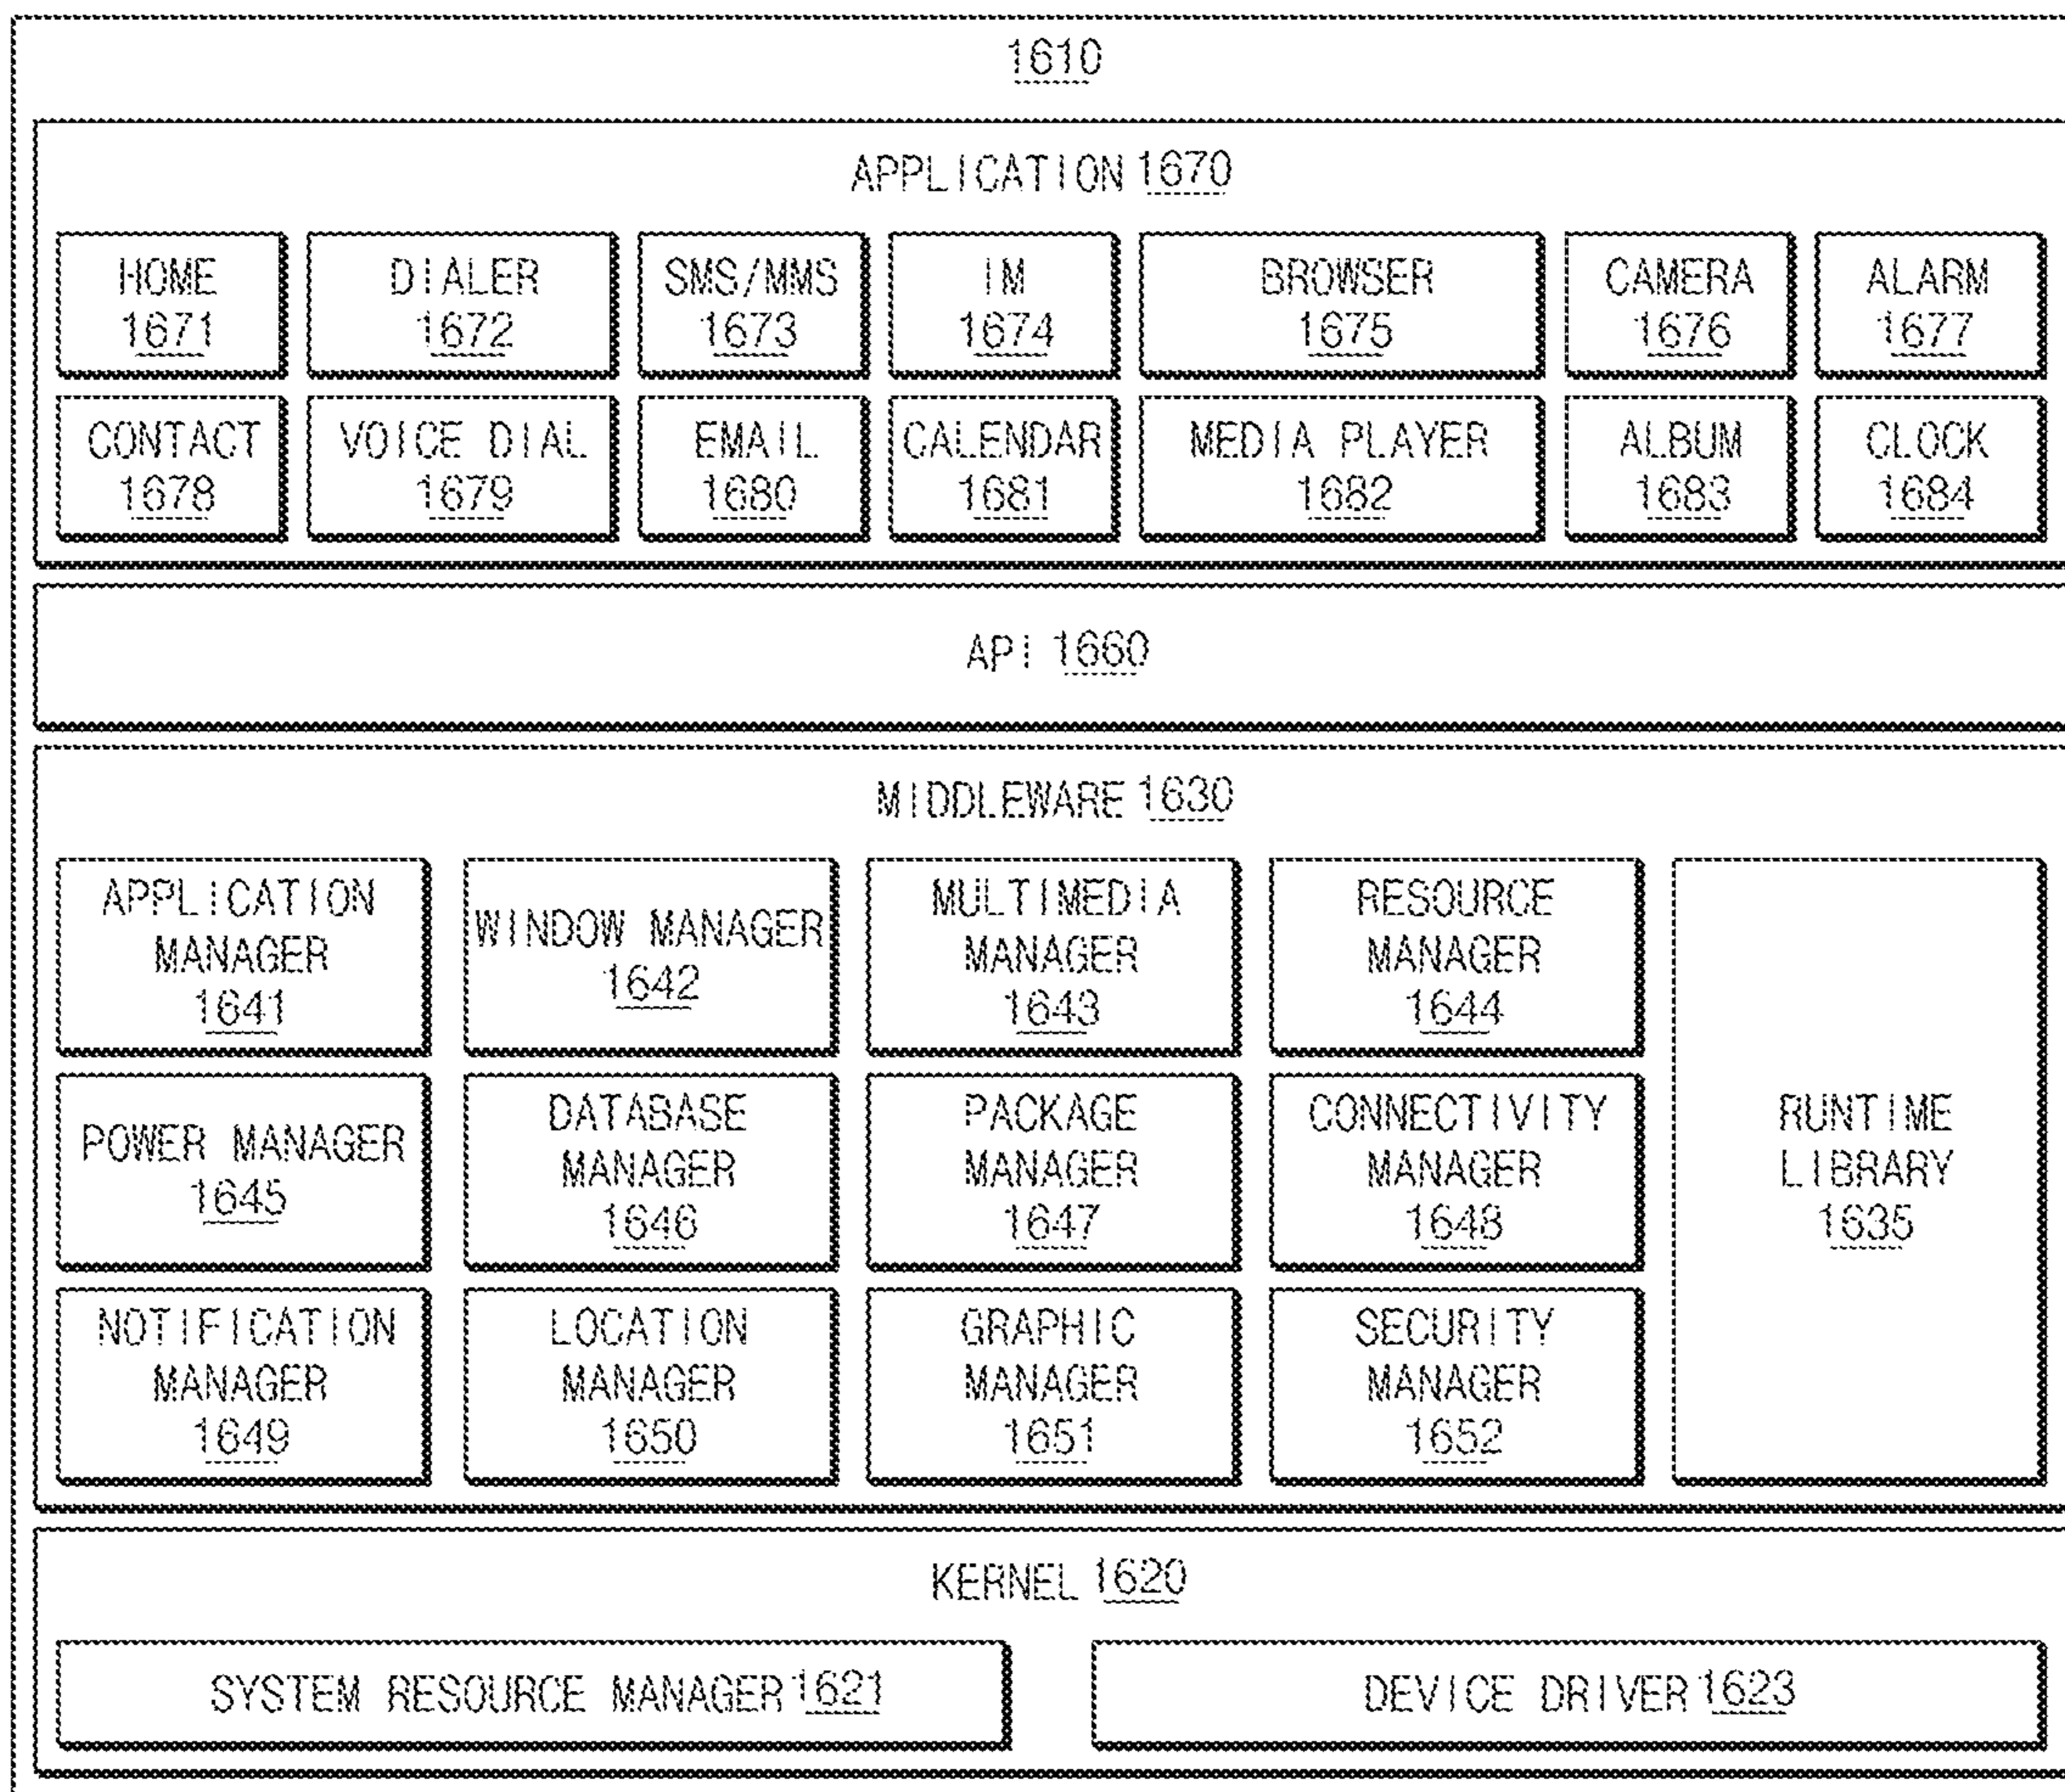 1610
APPLICATION 1670
HOME
1671
DIALER
1672
SMS/MMS
1673
IM
1674
BROWSER
1675
CAMERA
1676
ALARM
1677
CONTACT
1678
VOICE DIAL
1679
EMAIL
1680
CALENDAR
1681
MEDIA PLAYER
1682
ALBUM
1683
CLOCK
1684
API 1660
MIDDLEWARE 1630
APPLICATION
MANAGER
1641
WINDOW MANAGER
1642
MULTIMEDIA
MANAGER
1643
RESOURCE
MANAGER
1644
POWER MANAGER
1645
DATABASE
MANAGER
1646
PACKAGE
MANAGER
1647
CONNECTIVITY
MANAGER
1648
RUNTIME
LIBRARY
1635
NOTIFICATION
MANAGER
1649
LOCATION
MANAGER
1650
GRAPHIC
MANAGER
1651
SECURITY
MANAGER
1652
KERNEL 1620
SYSTEM RESOURCE MANAGER 1621
DEVICE DRIVER 1623